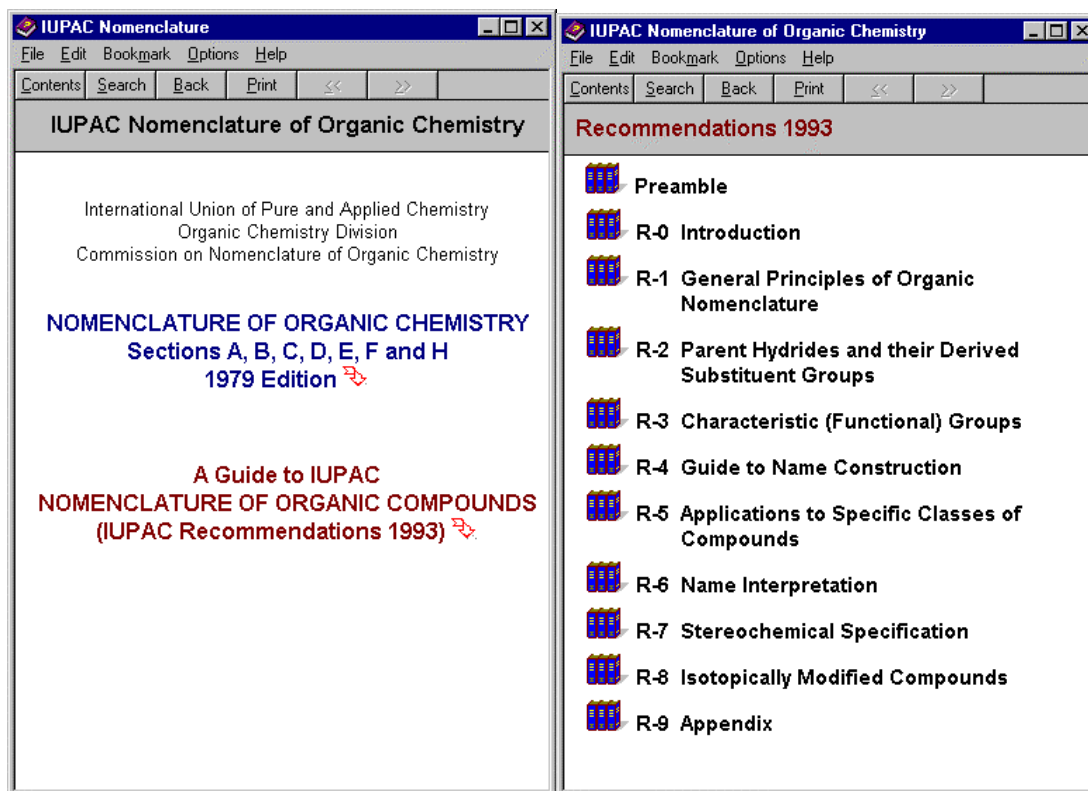 IUPAC Nomenclature
File Edit Bookmark Options Help
Contents Search Back Print << >>
IUPAC Nomenclature of Organic Chemistry
International Union of Pure and Applied Chemistry
Organic Chemistry Division
Commission on Nomenclature of Organic Chemistry
NOMENCLATURE OF ORGANIC CHEMISTRY
Sections A, B, C, D, E, F and H
1979 Edition
A Guide to IUPAC
NOMENCLATURE OF ORGANIC COMPOUNDS
(IUPAC Recommendations 1993)
IUPAC Nomenclature of Organic Chemistry
File Edit Bookmark Options Help
Contents Search Back Print << >>
Recommendations 1993
Preamble
R-0 Introduction
R-1 General Principles of Organic
Nomenclature
R-2 Parent Hydrides and their Derived
Substituent Groups
R-3 Characteristic (Functional) Groups
R-4 Guide to Name Construction
R-5 Applications to Specific Classes of
Compounds
R-6 Name Interpretation
R-7 Stereochemical Specification
R-8 Isotopically Modified Compounds
R-9 Appendix